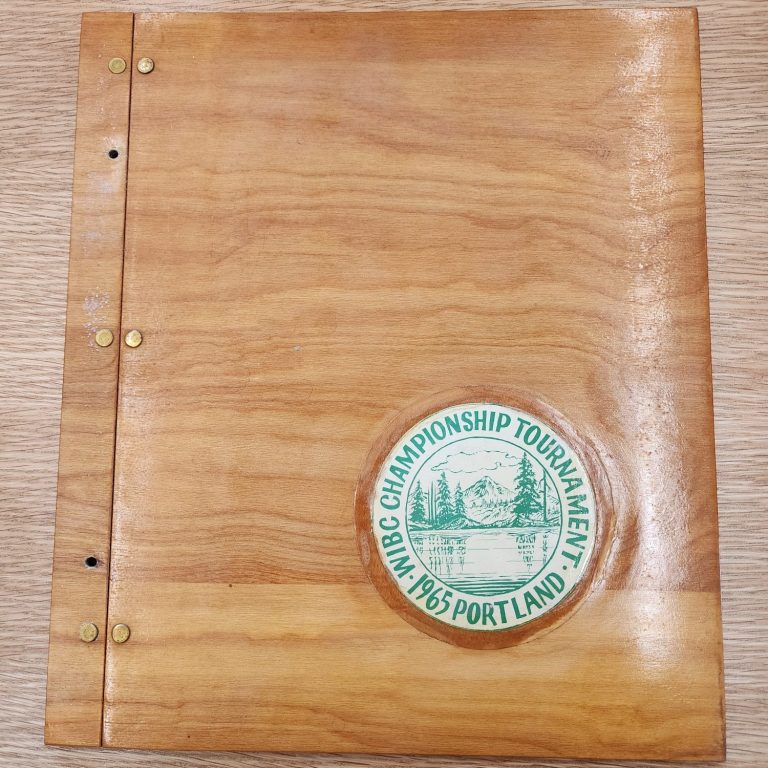 WIBC CHAMPIONSHIP TOURNAMENT ·
1965 PORTLAND ·